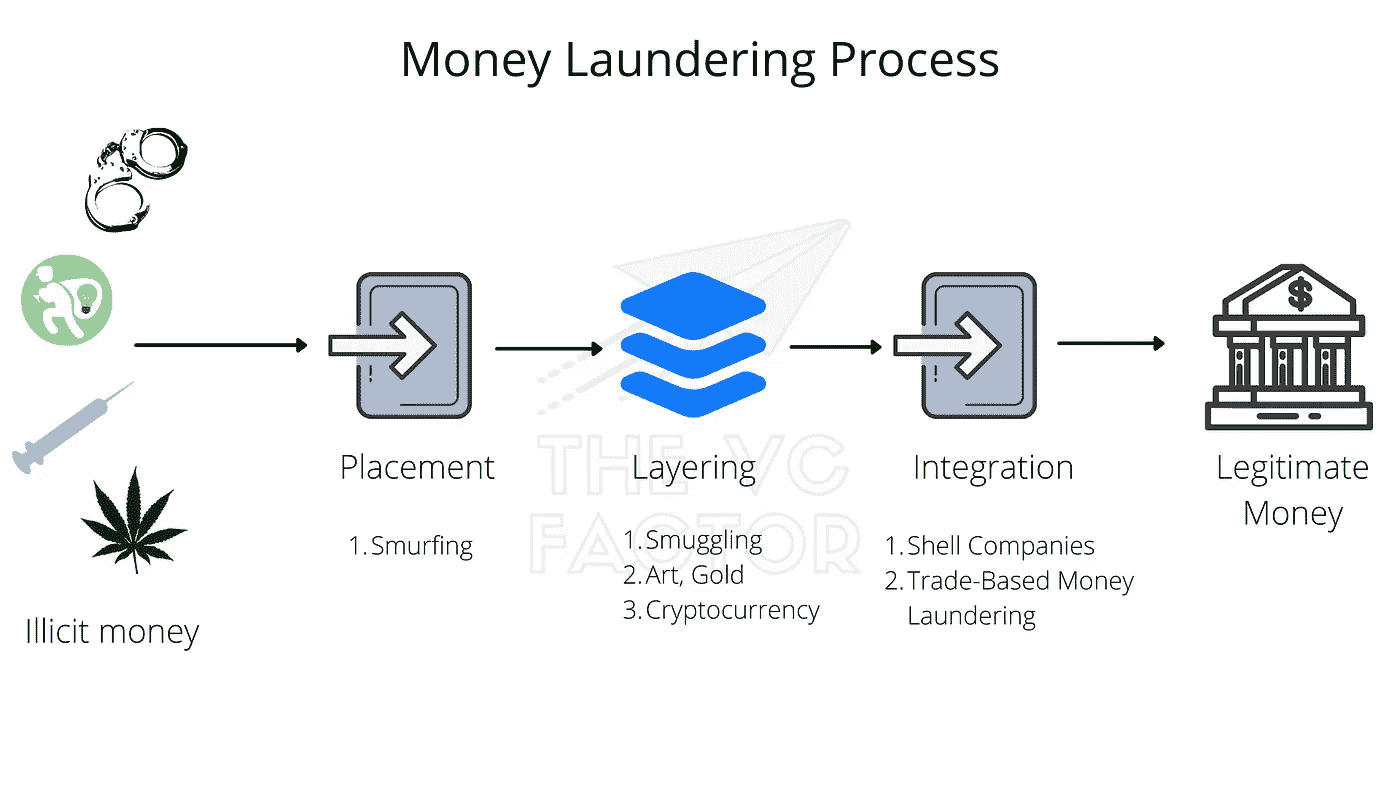 Money Laundering Process
Placement
Layering
Integration
Legitimate
Money
THE VC
FACTOR
1. Smurfing
1. Smuggling
2. Art, Gold
3. Cryptocurrency
1. Shell Companies
2. Trade-Based Money
Laundering
Illicit money